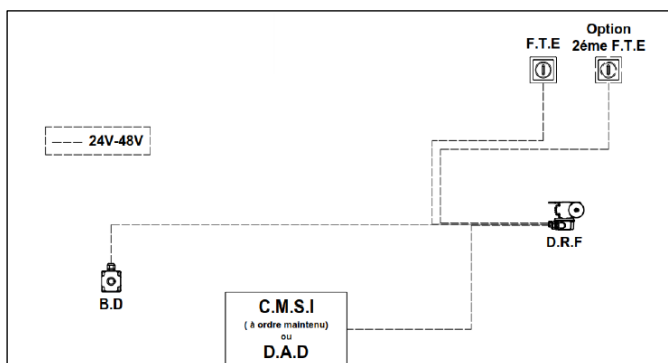 Option
F.T.E
2éme F.T.E
24V-48V
D.R.F
B.D
C.M.S.I
( à ordre maintenu)
ou
D.A.D